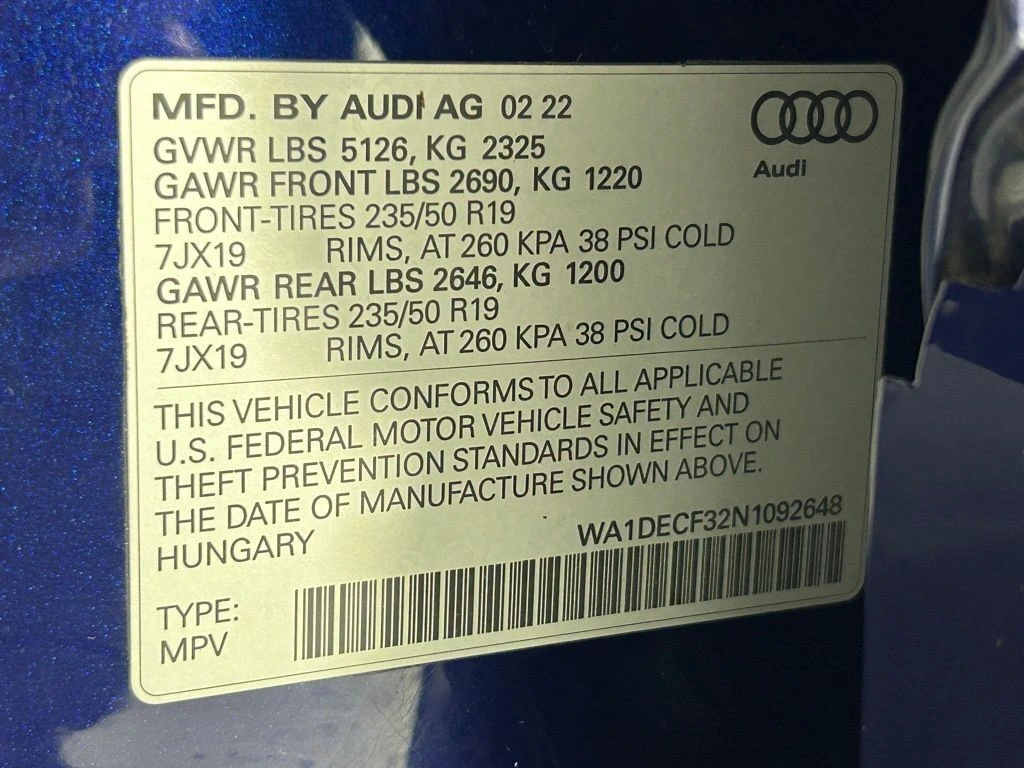 MFD. BY AUDI AG 02 22
GVWR LBS 5126, KG 2325
GAWR FRONT LBS 2690, KG 1220
FRONT-TIRES 235/50 R19
7JX19 RIMS, AT 260 KPA 38 PSI COLD
GAWR REAR LBS 2646, KG 1200
REAR-TIRES 235/50 R19
7JX19 RIMS, AT 260 KPA 38 PSI COLD
Audi
THIS VEHICLE CONFORMS TO ALL APPLICABLE
U.S. FEDERAL MOTOR VEHICLE SAFETY AND
THEFT PREVENTION STANDARDS IN EFFECT ON
THE DATE OF MANUFACTURE SHOWN ABOVE.
HUNGARY WA1DECF32N1092648
TYPE:
MPV